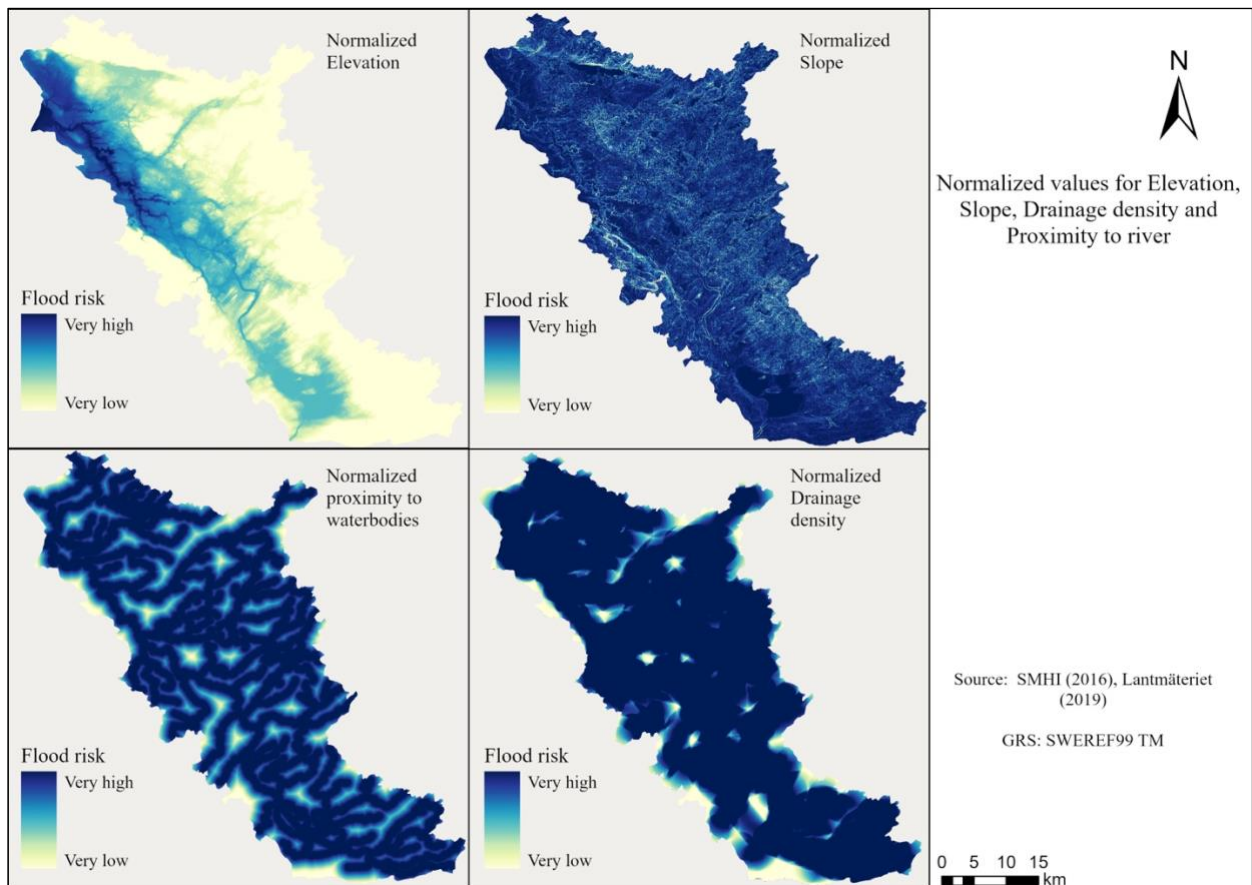 Normalized
Elevation
Flood risk
Very high
Very low
Normalized
Slope
Flood risk
Very high
Very low
Normalized
proximity to
waterbodies
Flood risk
Very high
Very low
Normalized
Drainage
density
Flood risk
Very high
Very low
N
Normalized values for Elevation,
Slope, Drainage density and
Proximity to river
Source: SMHI (2016), Lantmäteriet
(2019)
GRS: SWEREF99 TM
0 5 10 15
km